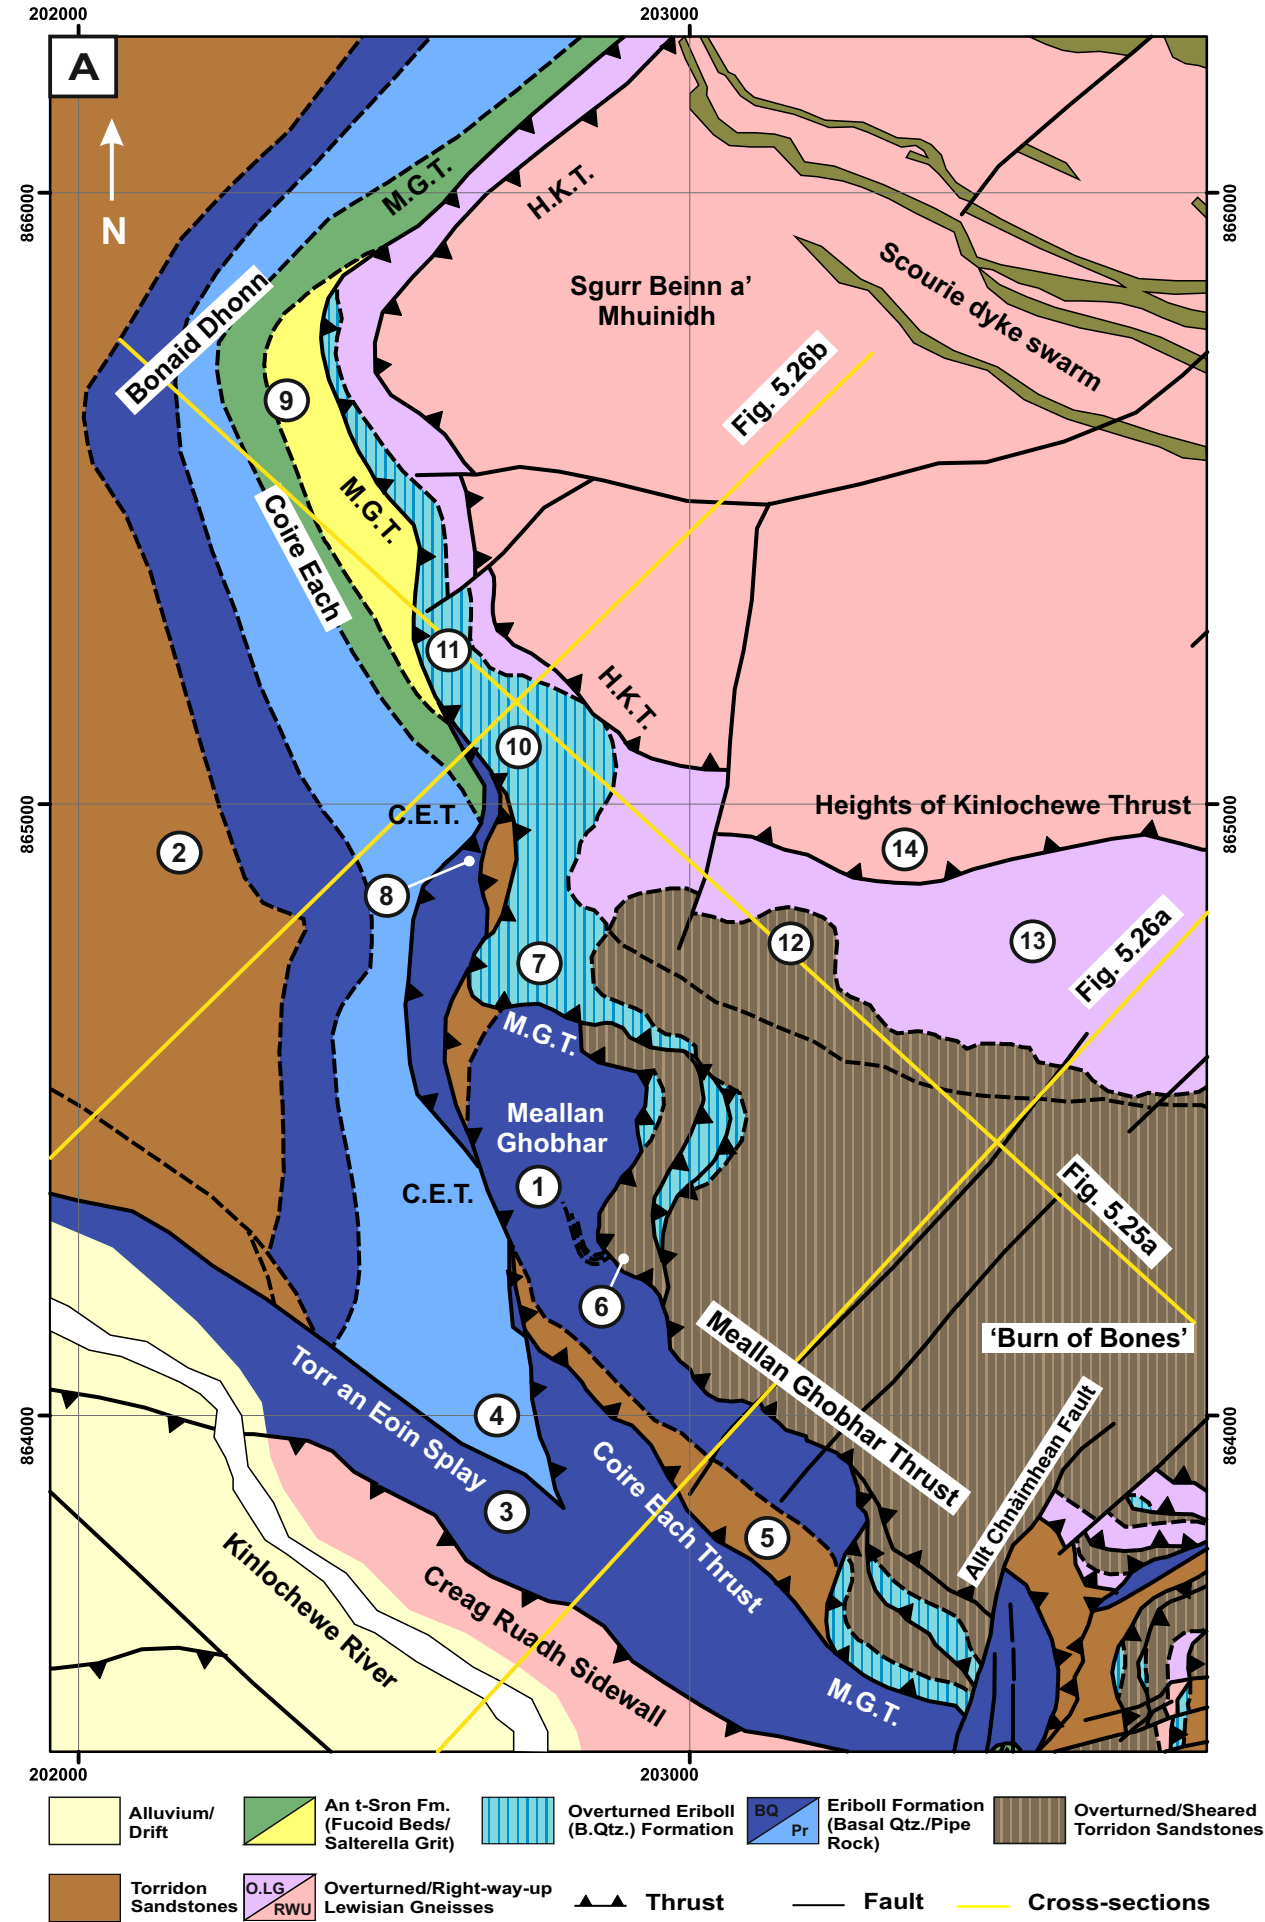 202000
203000
A
N
866000
866000
M.G.T.
H.K.T.
Scourie dyke swarm
Sgurr Beinn a’
Mhuinidh
Bonaid Dhonn
Fig. 5.26b
9
M.G.T.
Coire Each
11
H.K.T.
10
865000
865000
C.E.T.
Heights of Kinlochewe Thrust
2
14
8
12
13
7
Fig. 5.26a
M.G.T.
Meallan
Ghobhar
1
C.E.T.
Fig. 5.25a
6
‘Burn of Bones’
Meallan Ghobhar Thrust
Torr an Eoin Splay
4
864000
864000
Allt Chnàimhean Fault
Coire Each Thrust
3
5
Kinlochewe River
Creag Ruadh Sidewall
M.G.T.
202000
203000
Alluvium/
Drift
An t-Sron Fm.
(Fucoid Beds/
Salterella Grit)
Overturned Eriboll
(B.Qtz.) Formation
BQ
Pr
Eriboll Formation
(Basal Qtz./Pipe
Rock)
Overturned/Sheared
Torridon Sandstones
Torridon
Sandstones
O.LG
RWU
Overturned/Right-way-up
Lewisian Gneisses
Thrust
Fault
Cross-sections